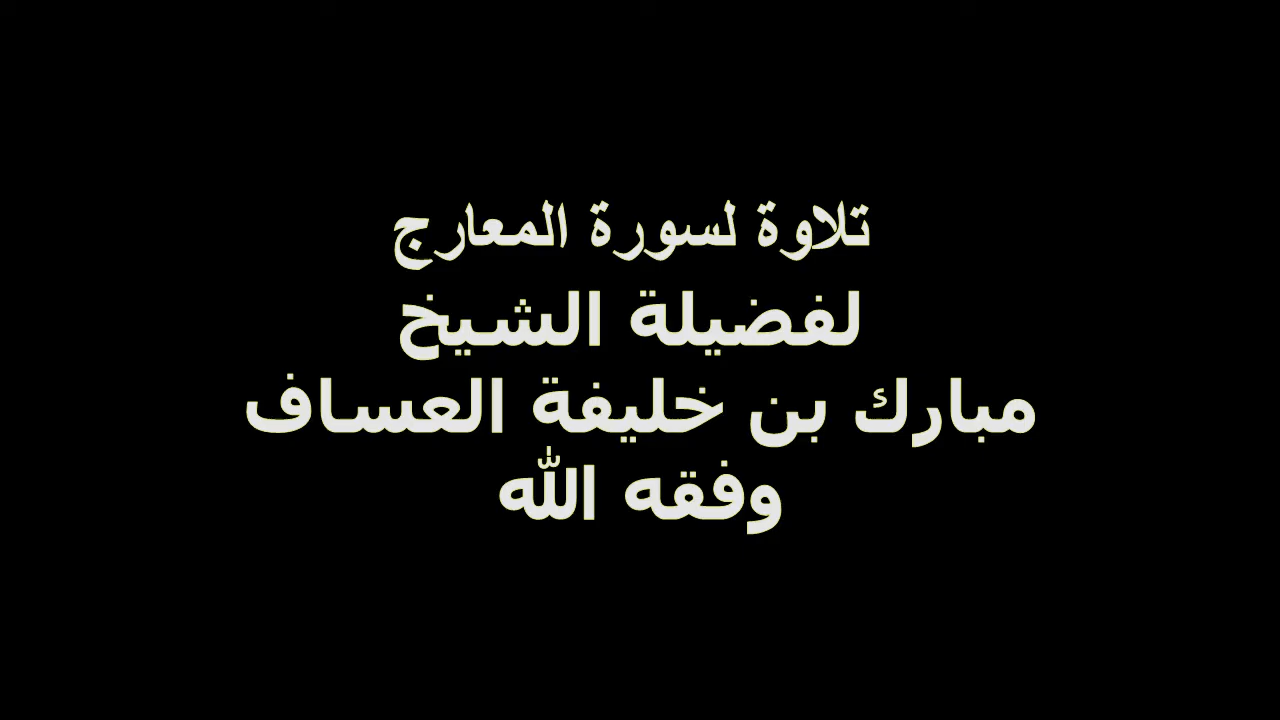 تلاوة لسورة المعارج
لفضيلة الشيخ
مبارك بن خليفة العساف
وفقه الله